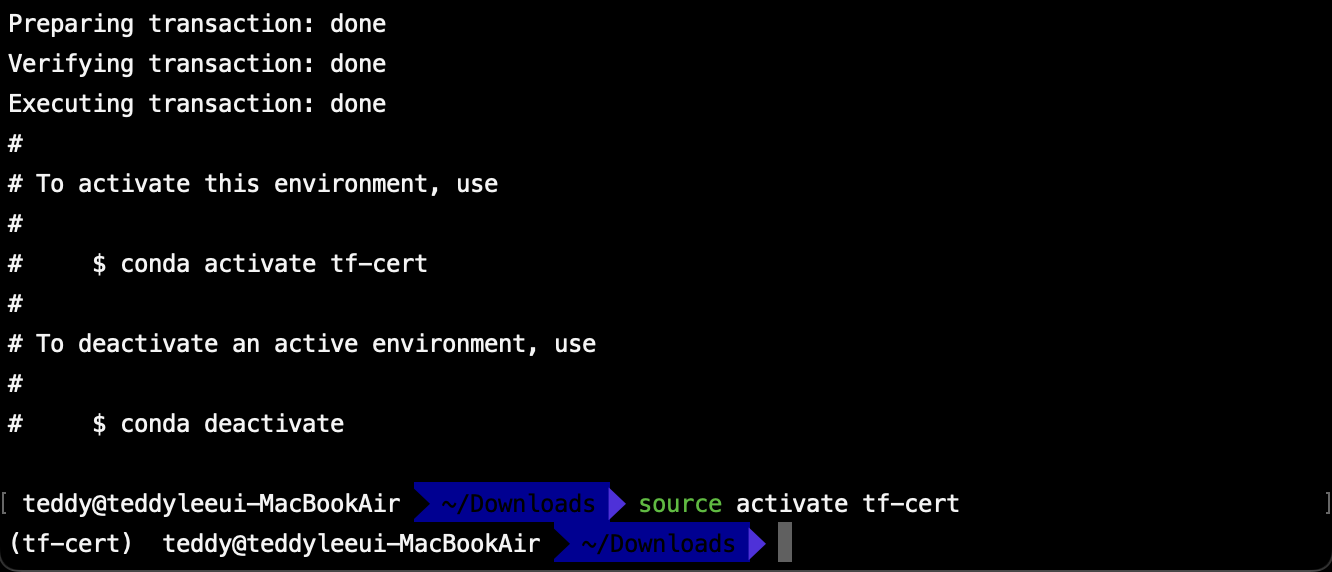 Preparing transaction: done
Verifying transaction: done
Executing transaction: done
#
# To activate this environment, use
#
#     $ conda activate tf-cert
#
# To deactivate an active environment, use
#
#     $ conda deactivate
[ teddy@teddyleeui-MacBookAir ~/Downloads source activate tf-cert ]
(tf-cert)  teddy@teddyleeui-MacBookAir ~/Downloads